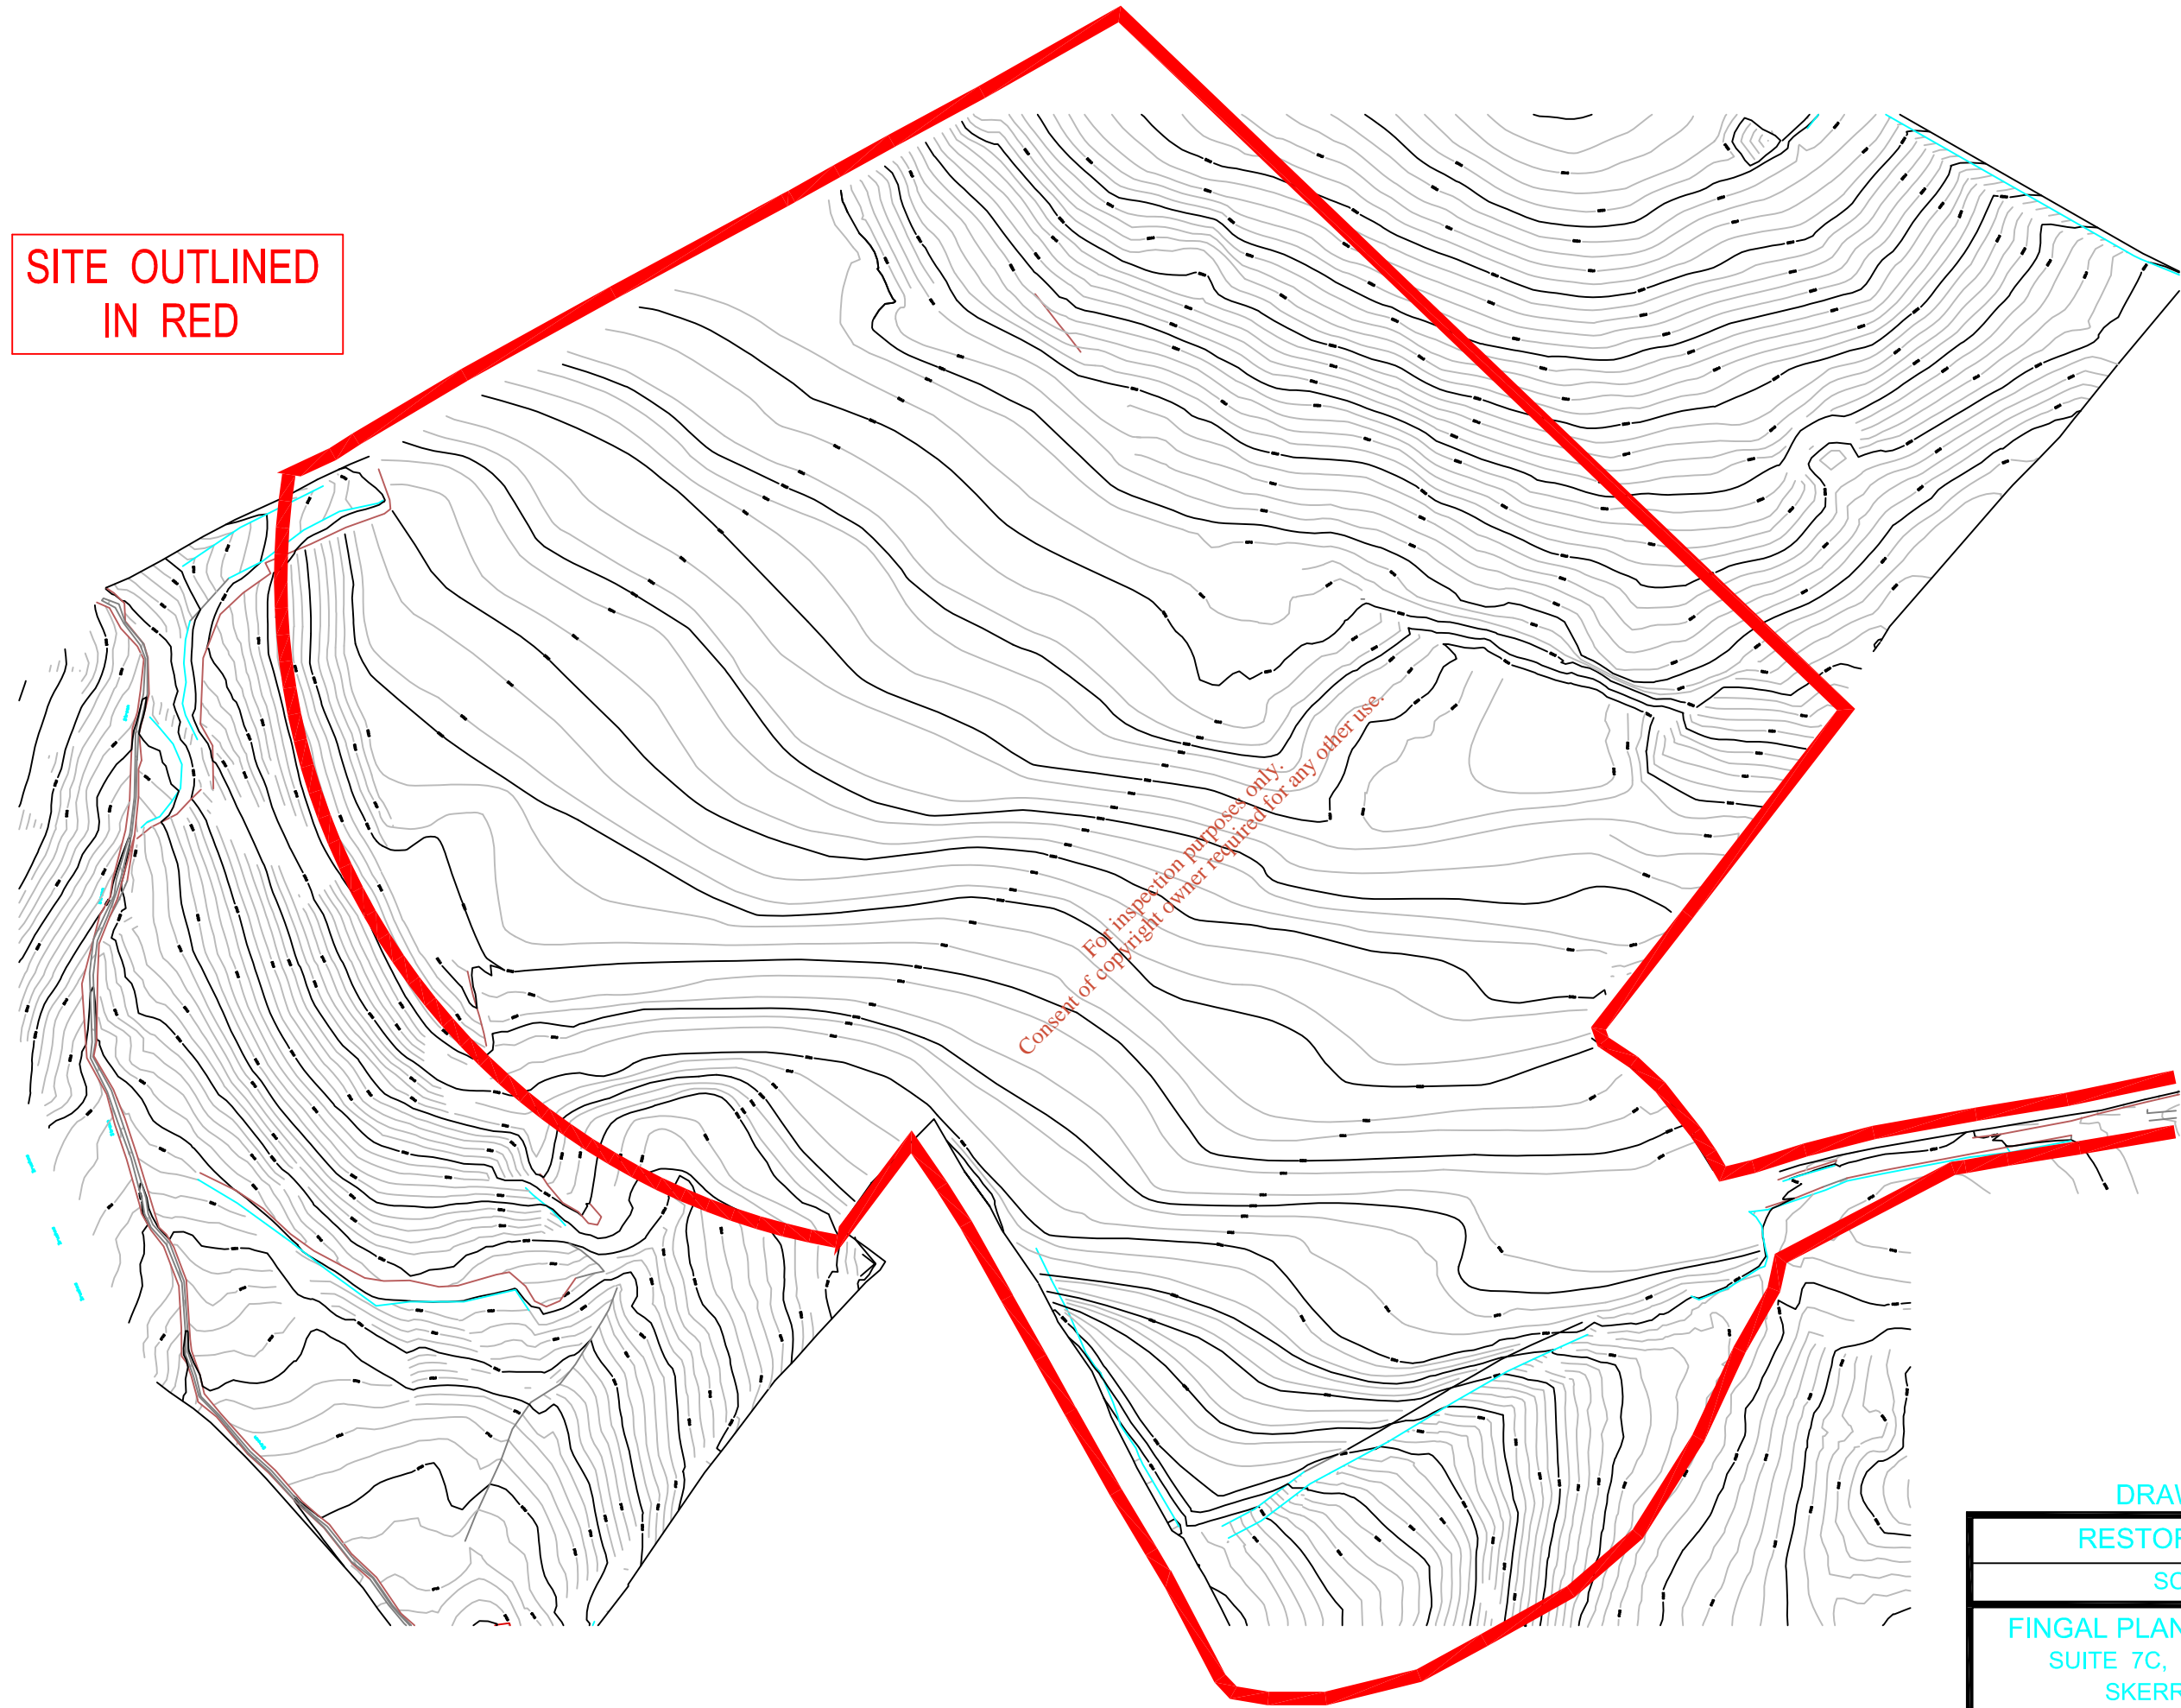 SITE OUTLINED
IN RED
For inspection purposes only.
Consent of copyright owner required for any other use.
DRAW
RESTOR
SC
FINGAL PLAN
SUITE 7C,
SKERR